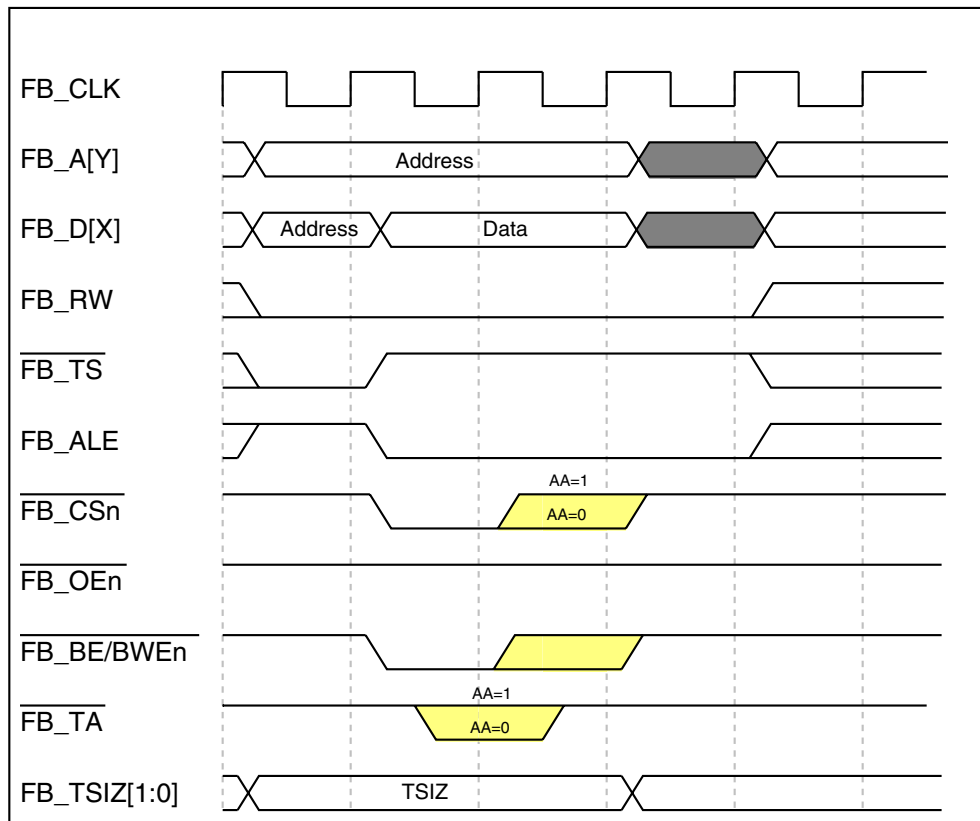 FB_CLK
FB_A[Y] Address
FB_D[X] Address Data
FB_RW
FB_TS
FB_ALE
AA=1
FB_CSn AA=0
FB_OEn
FB_BE/BWEn
AA=1
FB_TA AA=0
FB_TSIZ[1:0] TSIZ